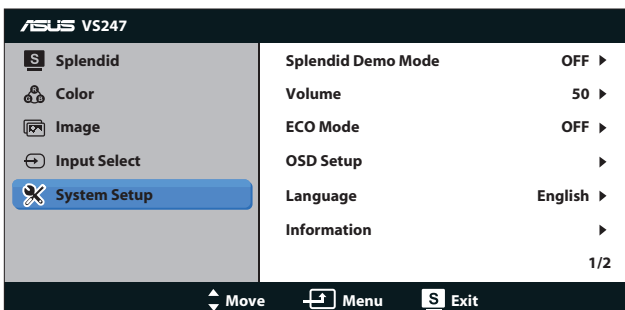 ASUS VS247
S Splendid
Color
Image
Input Select
System Setup
Splendid Demo Mode OFF
Volume 50
ECO Mode OFF
OSD Setup
Language English
Information
1/2
Move Menu S Exit